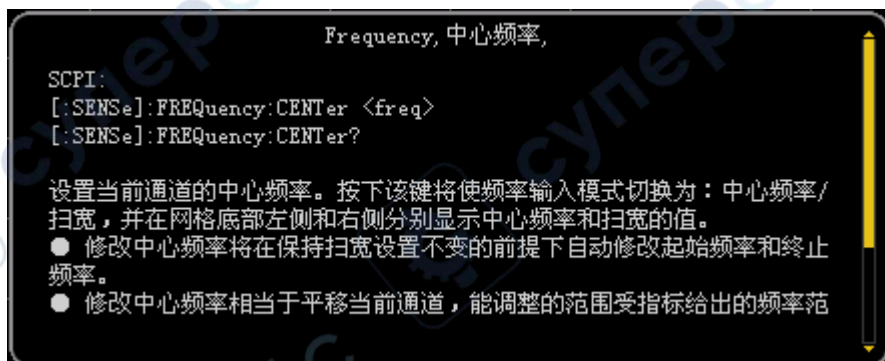 Frequency, 中心频率,
SCPI:
[:SENSe]:FREQuency:CENTer <freq>
[:SENSe]:FREQuency:CENTer?
设置当前通道的中心频率。按下该键将使频率输入模式切换为：中心频率/
扫宽，并在网格底部左侧和右侧分别显示中心频率和扫宽的值。
● 修改中心频率将在保持扫宽设置不变的前提下自动修改起始频率和终止
频率。
● 修改中心频率相当于平移当前通道，能调整的范围受指标给出的频率范